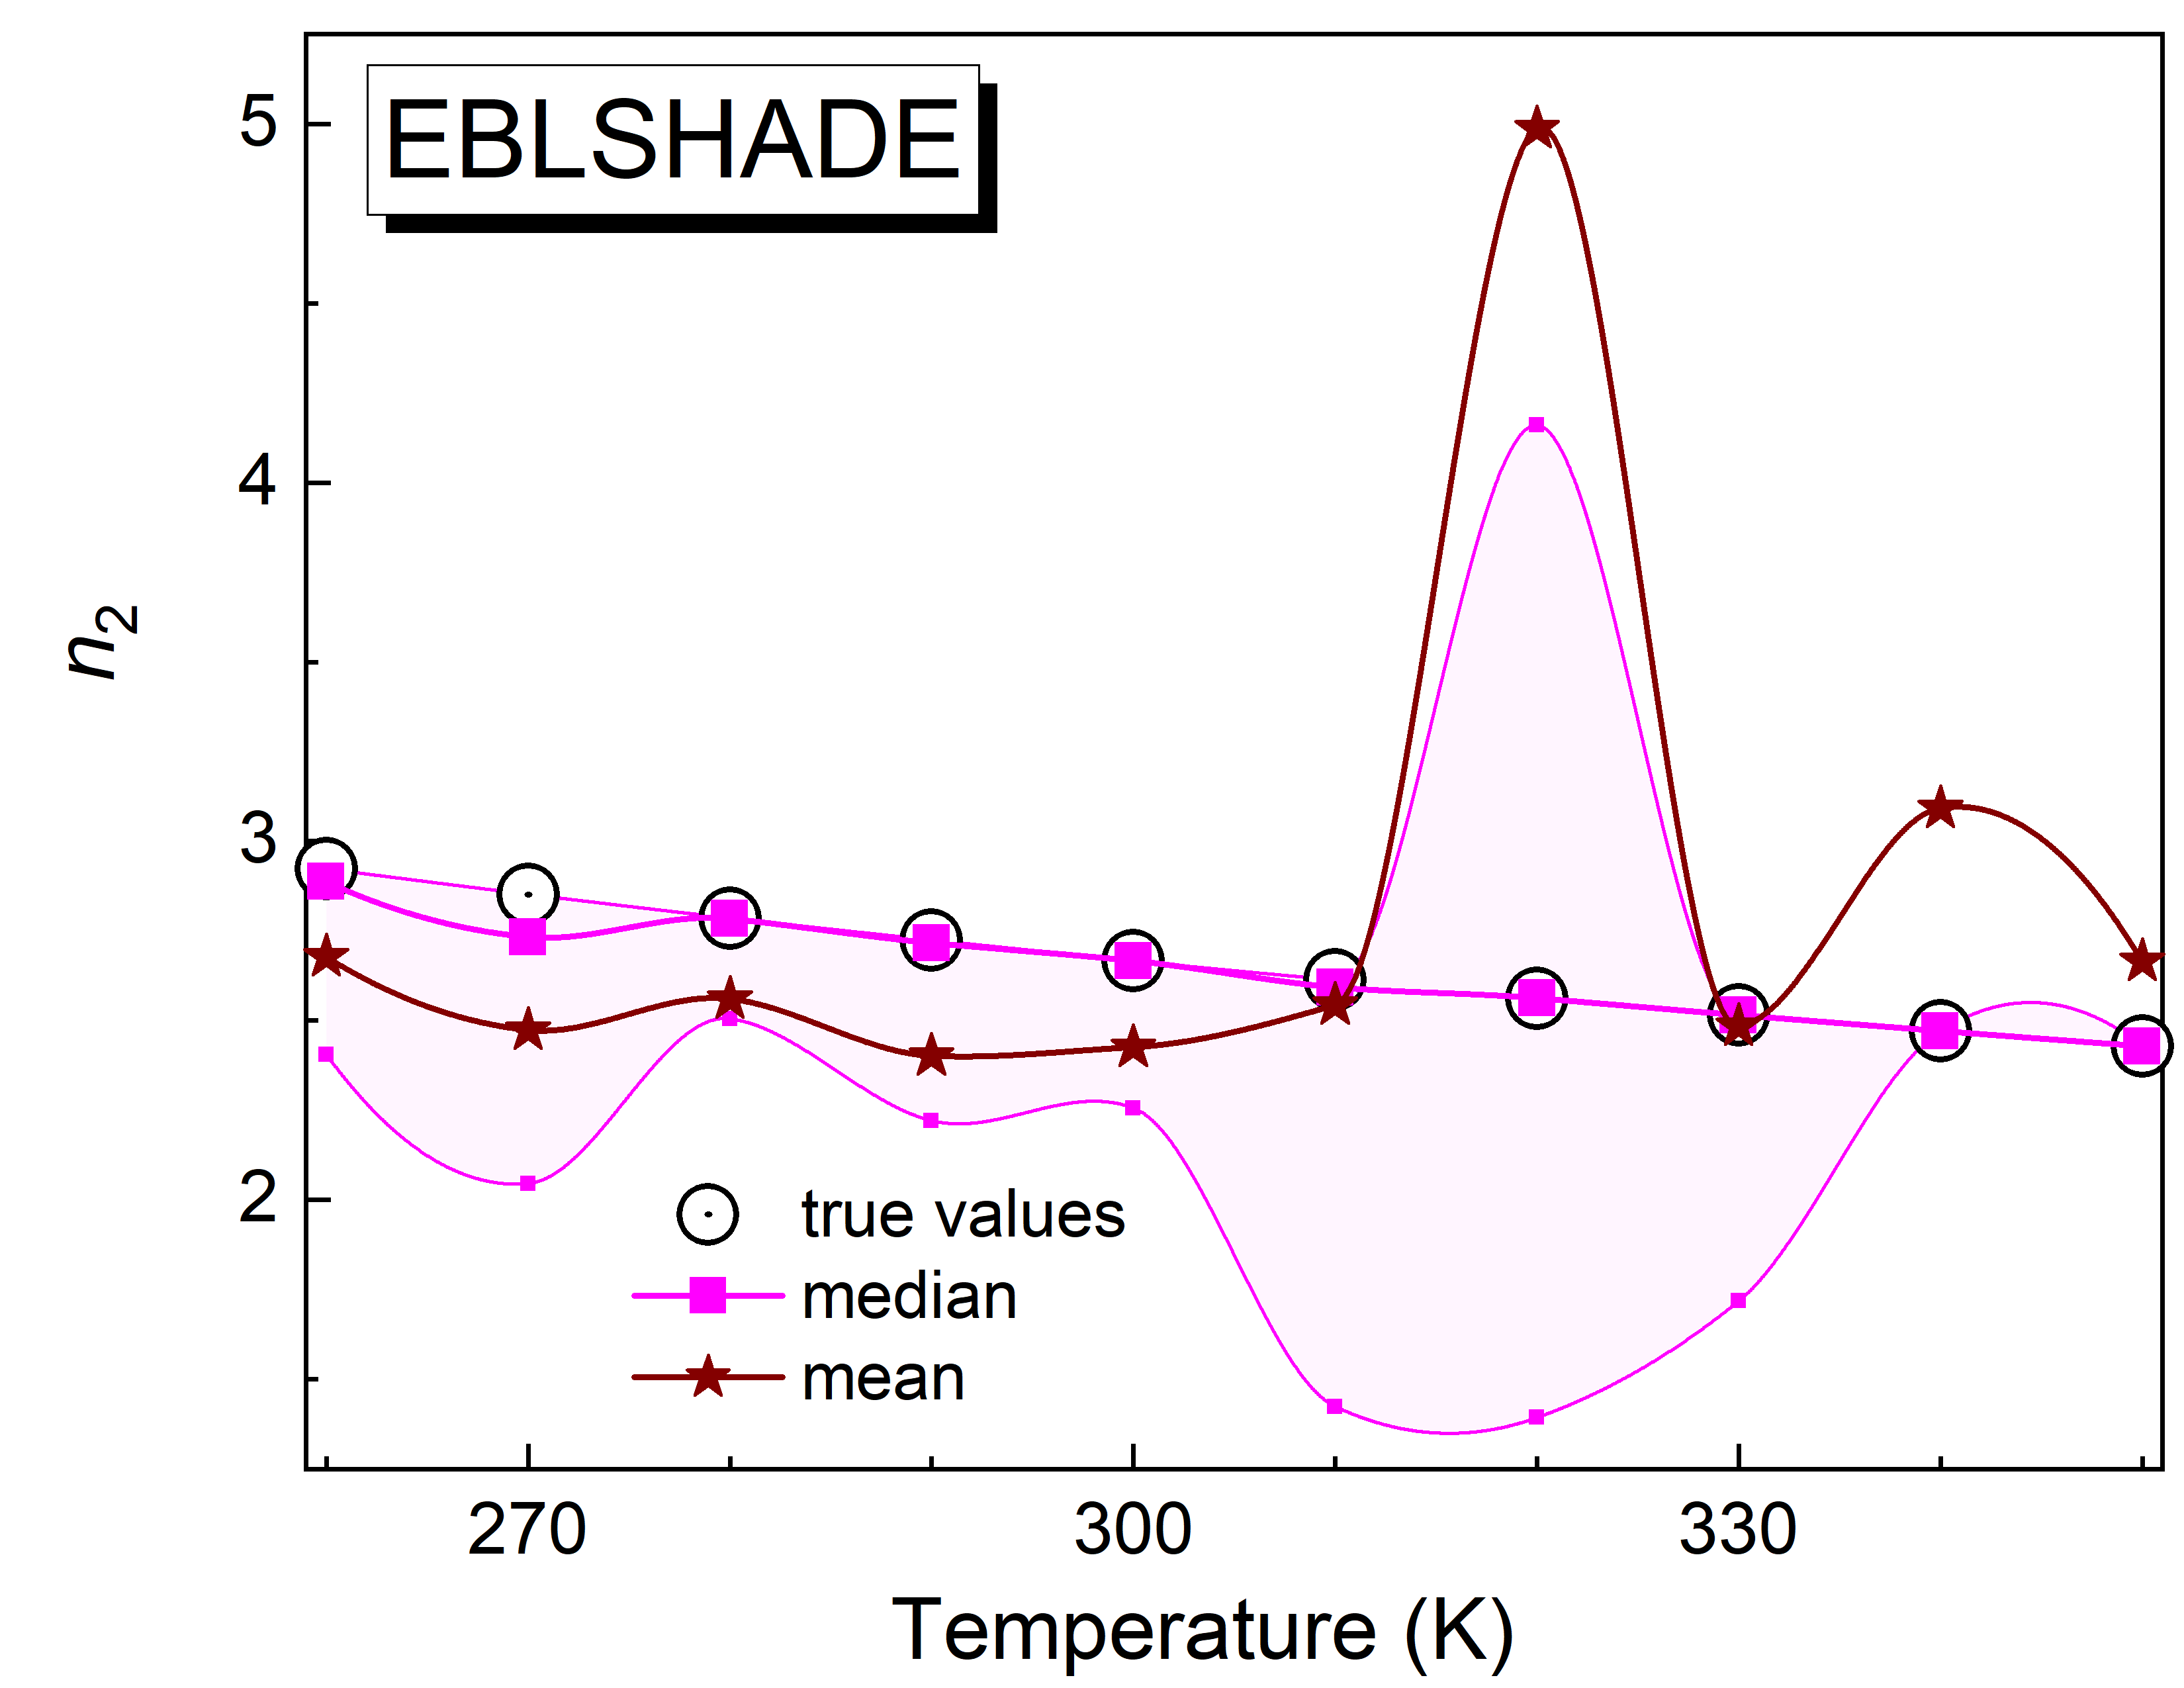 EBLSHADE
5
4
3
2
n2
true values
median
mean
270 300 330
Temperature (K)